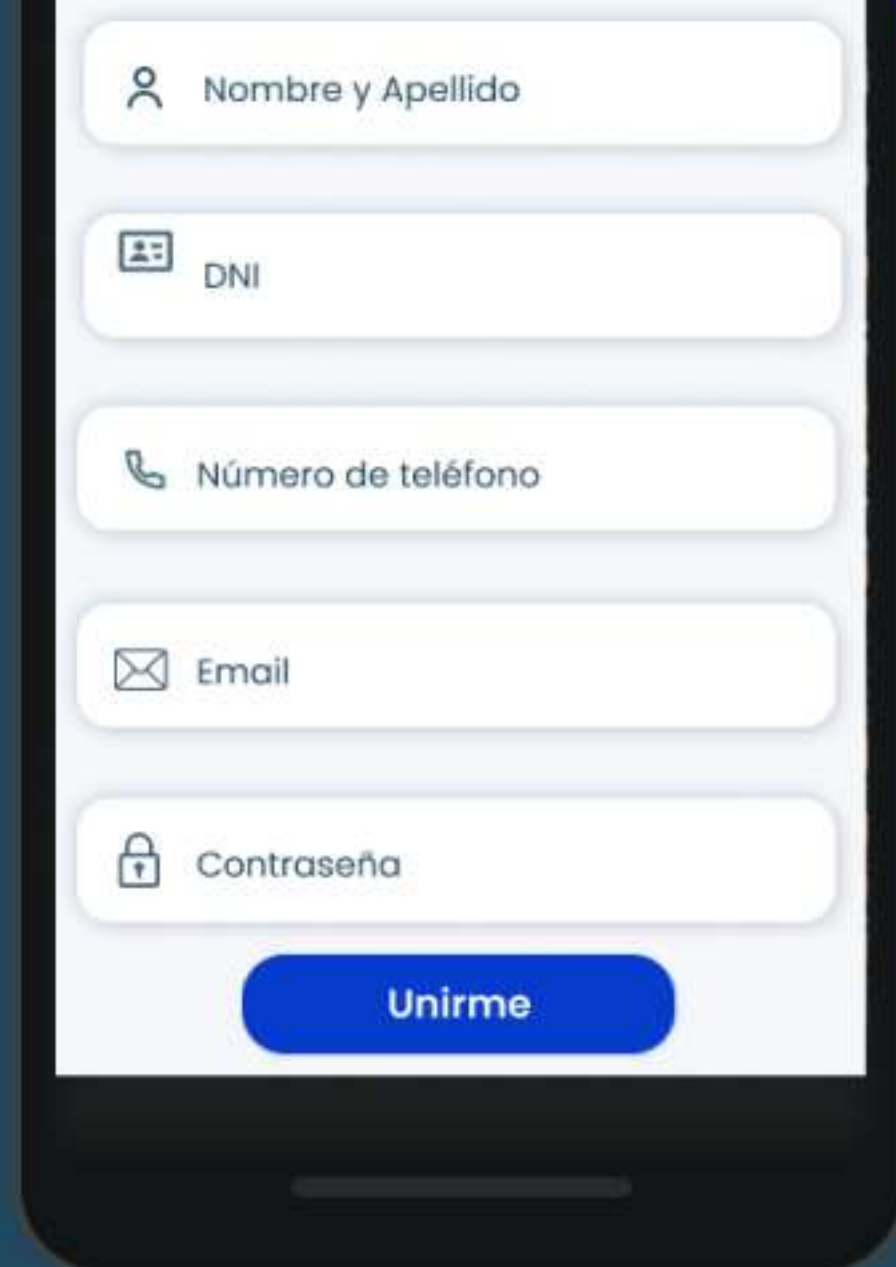 Nombre y Apellido
DNI
Número de teléfono
Email
Contraseña
Unirme